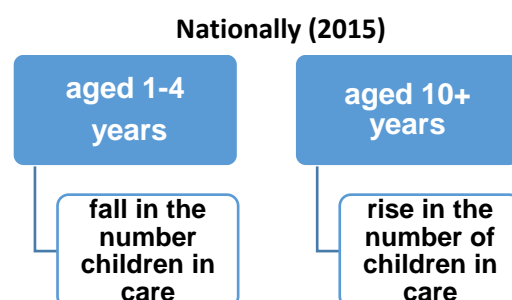 Nationally (2015)
aged 1-4
years
fall in the
number
children in
care
aged 10+
years
rise in the
number of
children in
care